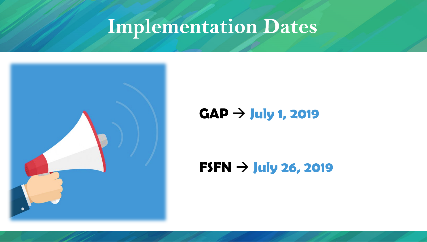 Implementation Dates
GAP → July 1, 2019
FSFN → July 26, 2019